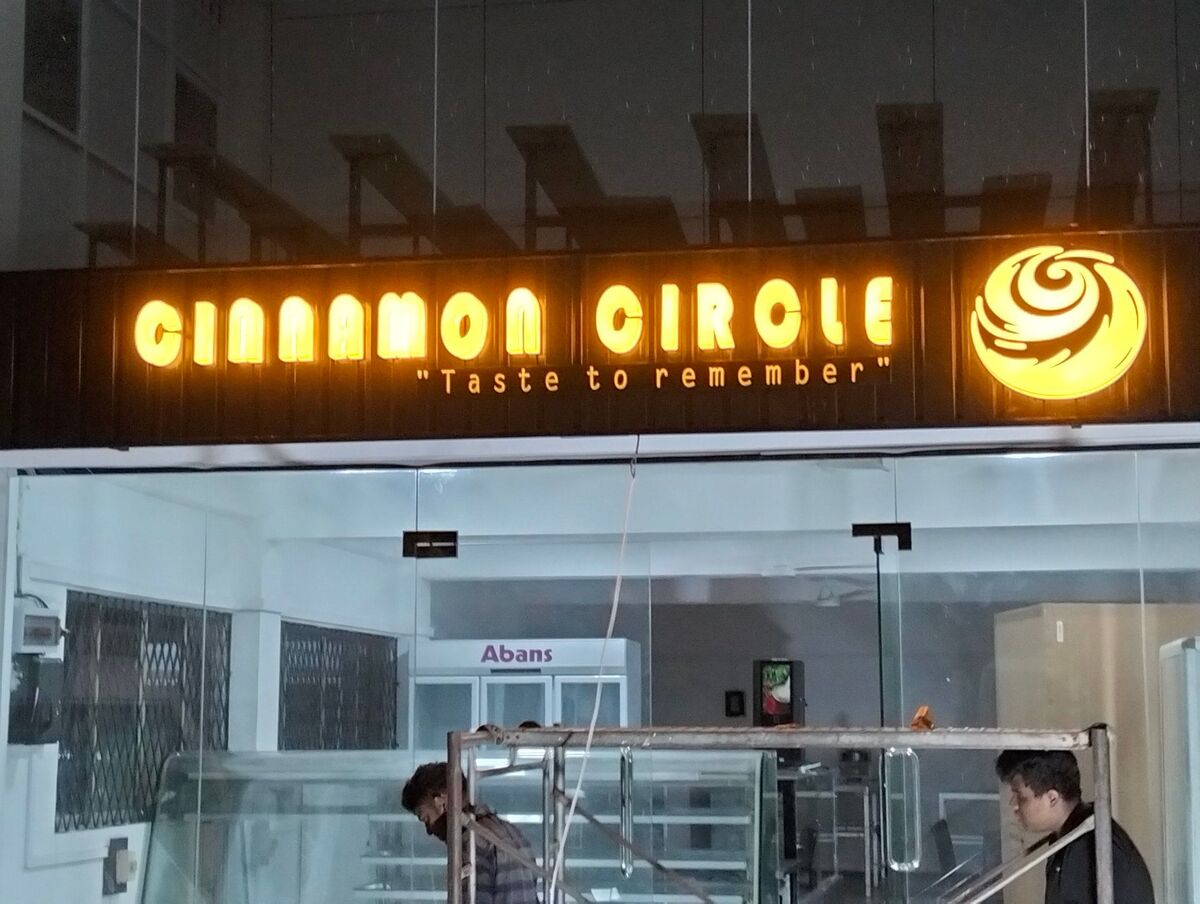 CINNAMON CIRCLE
"Taste to remember"
Abans